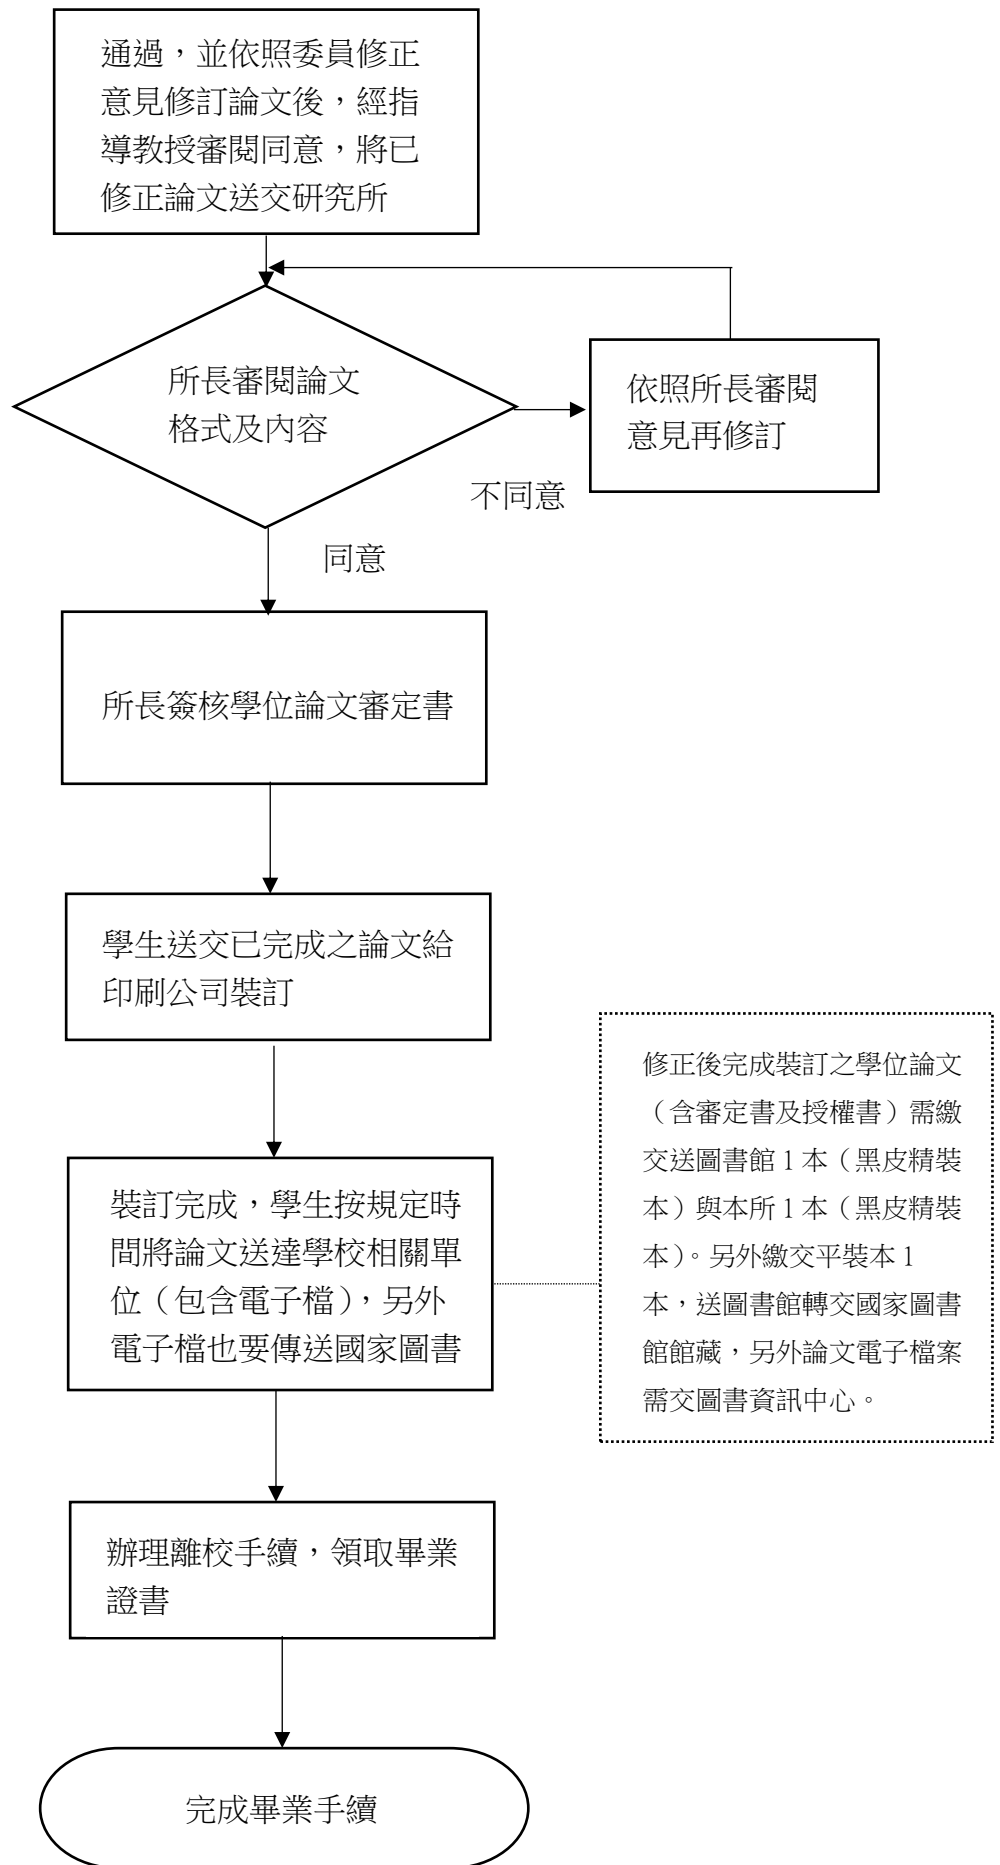 通過，並依照委員修正
意見修訂論文後，經指
導教授審閱同意，將已
修正論文送交研究所
所長審閱論文
格式及內容
依照所長審閱
意見再修訂
不同意
同意
所長簽核學位論文審定書
學生送交已完成之論文給
印刷公司裝訂
裝訂完成，學生按規定時
間將論文送達學校相關單
位（包含電子檔），另外
電子檔也要傳送國家圖書
修正後完成裝訂之學位論文
（含審定書及授權書）需繳
交送圖書館 1 本（黑皮精裝
本）與本所 1 本（黑皮精裝
本）。另外繳交平裝本 1
本，送圖書館轉交國家圖書
館館藏，另外論文電子檔案
需交圖書資訊中心。
辦理離校手續，領取畢業
證書
完成畢業手續